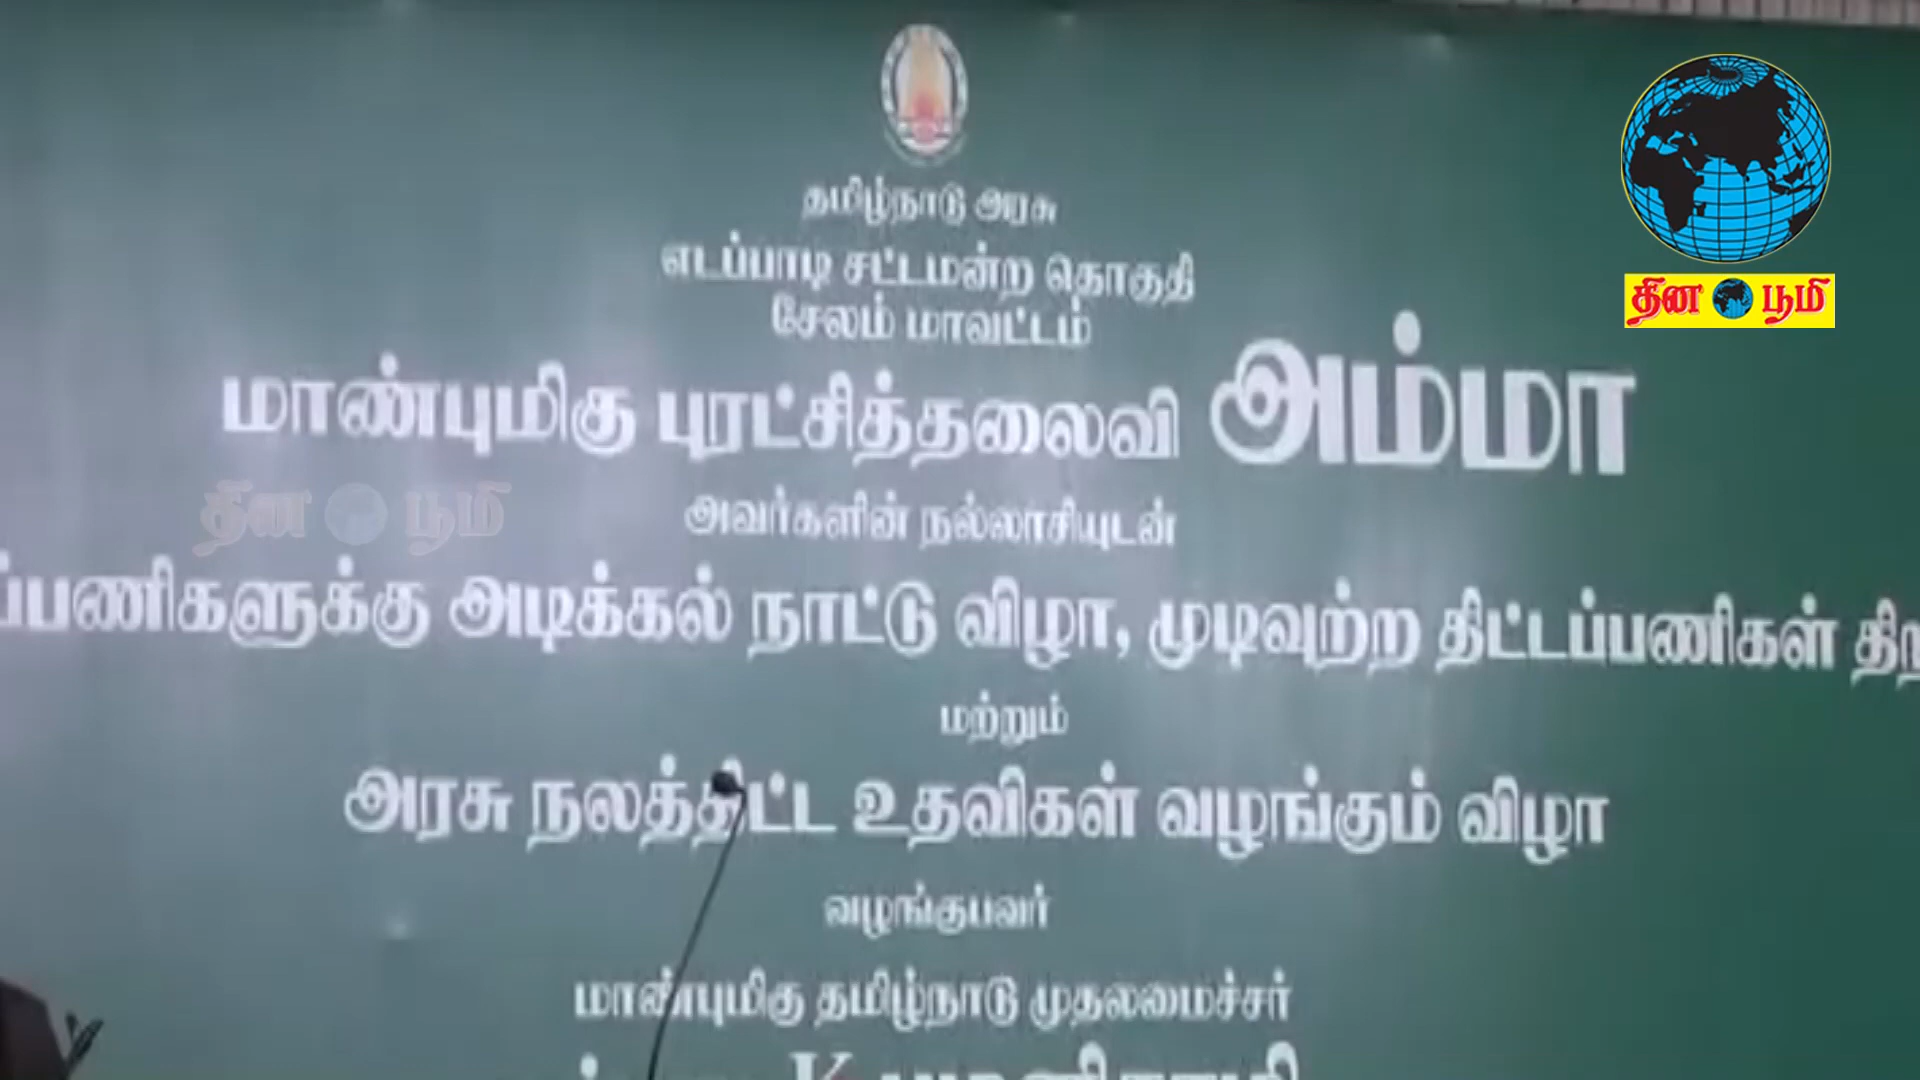 தமிழ்நாடு அரசு
எடப்பாடி சட்டமன்ற தொகுதி
சேலம் மாவட்டம்
மாண்புமிகு புரட்சித்தலைவி அம்மா
அவர்களின் நல்லாசியுடன்
ப்பணிகளுக்கு அடிக்கல் நாட்டு விழா, முடிவுற்ற திட்டப்பணிகள் திற
மற்றும்
அரசு நலத்திட்ட உதவிகள் வழங்கும் விழா
வழங்குபவர்
மாண்புமிகு தமிழ்நாடு முதலமைச்சர்
தின பூமி
தின பூமி